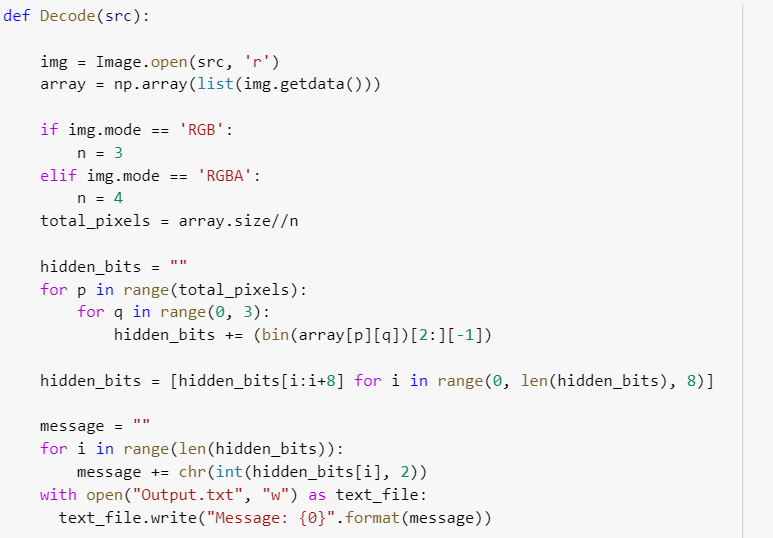 def Decode(src):
    img = Image.open(src, 'r')
    array = np.array(list(img.getdata()))
    if img.mode == 'RGB':
        n = 3
    elif img.mode == 'RGBA':
        n = 4
    total_pixels = array.size//n
    hidden_bits = ""
    for p in range(total_pixels):
        for q in range(0, 3):
            hidden_bits += (bin(array[p][q])[2:][-1])
    hidden_bits = [hidden_bits[i:i+8] for i in range(0, len(hidden_bits), 8)]
    message = ""
    for i in range(len(hidden_bits)):
        message += chr(int(hidden_bits[i], 2))
    with open("Output.txt", "w") as text_file:
      text_file.write("Message: {0}".format(message))